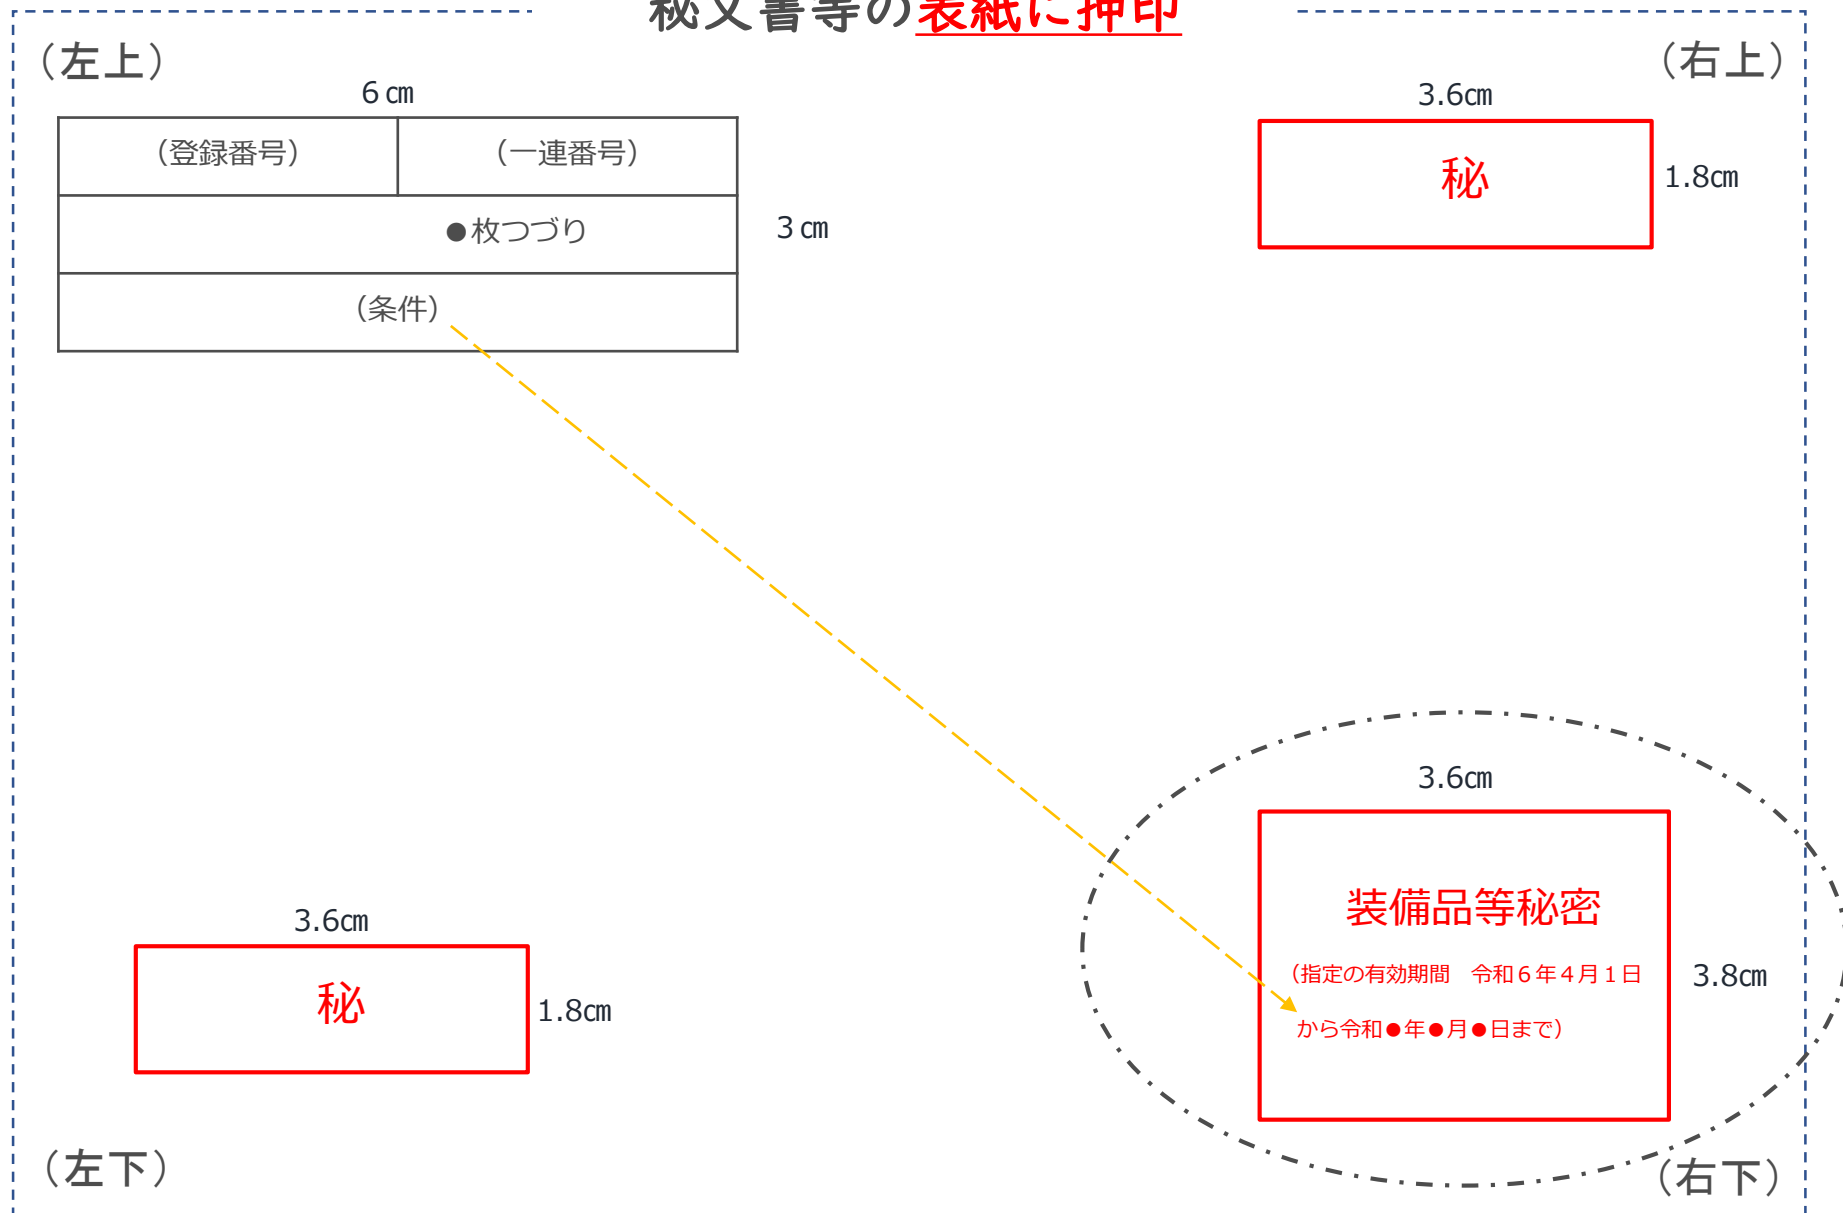 秘文書等の表紙に押印
（左上）
（右上）
6㎝
3.6㎝
（登録番号）
（一連番号）
秘
1.8㎝
●枚つづり
3㎝
（条件）
3.6㎝
装備品等秘密
3.6㎝
（指定の有効期間　令和６年４月１日
3.8㎝
秘
1.8㎝
から令和●年●月●日まで）
（左下）
（右下）